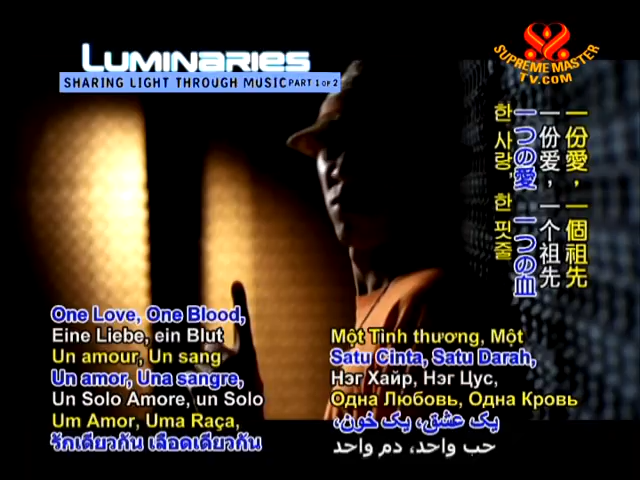 Luminaries
SHARING LIGHT THROUGH MUSIC PART 1 OF 2
SUPREME MASTER
TV.COM
一份愛，一個祖先
一份爱，一个祖先
一つの愛 一つの血
한 사랑, 한 핏줄
One Love, One Blood,
Eine Liebe, ein Blut
Un amour, Un sang
Un amor, Una sangre,
Un Solo Amore, un Solo
Um Amor, Uma Raça,
รักเดียวกัน เลือดเดียวกัน
Một Tình thương, Một
Satu Cinta, Satu Darah,
Нэг Хайр, Нэг Цус,
Одна Любовь, Одна Кровь
یک عشق، یک خون،
حب واحد، دم واحد